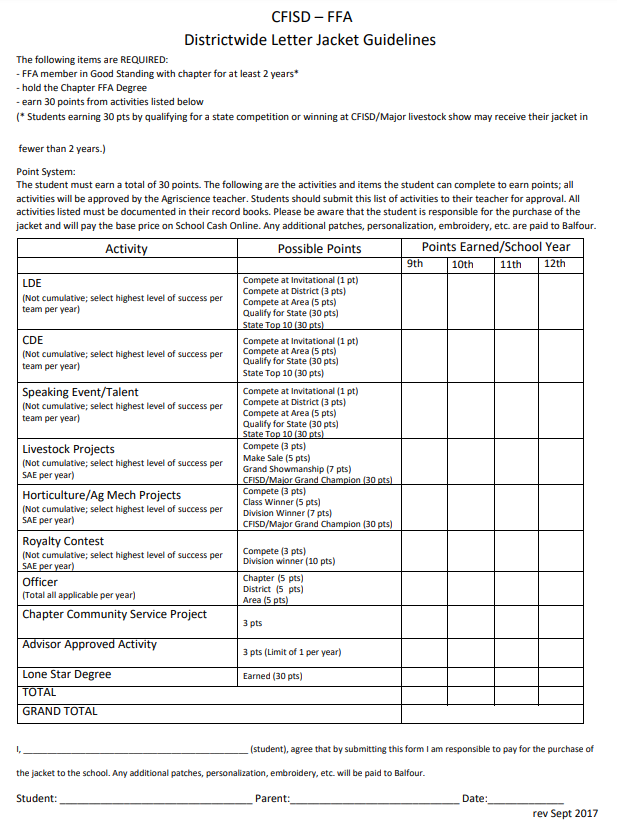 CFISD – FFA
Districtwide Letter Jacket Guidelines
The following items are REQUIRED:
- FFA member in Good Standing with chapter for at least 2 years*
- hold the Chapter FFA Degree
- earn 30 points from activities listed below
(* Students earning 30 pts by qualifying for a state competition or winning at CFISD/Major livestock show may receive their jacket in
fewer than 2 years.)
Point System:
The student must earn a total of 30 points. The following are the activities and items the student can complete to earn points; all
activities will be approved by the Agriscience teacher. Students should submit this list of activities to their teacher for approval. All
activities listed must be documented in their record books. Please be aware that the student is responsible for the purchase of the
jacket and will pay the base price on School Cash Online. Any additional patches, personalization, embroidery, etc. are paid to Balfour.
Activity
Possible Points
Points Earned/School Year
9th
10th
11th
12th
LDE
(Not cumulative; select highest level of success per
team per year)
Compete at Invitational (1 pt)
Compete at District (3 pts)
Compete at Area (5 pts)
Qualify for State (30 pts)
State Top 10 (30 pts)
CDE
(Not cumulative; select highest level of success per
team per year)
Compete at Invitational (1 pt)
Compete at Area (5 pts)
Qualify for State (30 pts)
State Top 10 (30 pts)
Speaking Event/Talent
(Not cumulative; select highest level of success per
team per year)
Compete at Invitational (1 pt)
Compete at District (3 pts)
Compete at Area (5 pts)
Qualify for State (30 pts)
State Top 10 (30 pts)
Livestock Projects
(Not cumulative; select highest level of success per
SAE per year)
Compete (3 pts)
Make Sale (5 pts)
Grand Showmanship (7 pts)
CFISD/Major Grand Champion (30 pts)
Horticulture/Ag Mech Projects
(Not cumulative; select highest level of success per
SAE per year)
Compete (3 pts)
Class Winner (5 pts)
Division Winner (7 pts)
CFISD/Major Grand Champion (30 pts)
Royalty Contest
(Not cumulative; select highest level of success per
SAE per year)
Compete (3 pts)
Division winner (10 pts)
Officer
(Total all applicable per year)
Chapter (5 pts)
District (5 pts)
Area (5 pts)
Chapter Community Service Project
3 pts
Advisor Approved Activity
3 pts (Limit of 1 per year)
Lone Star Degree
Earned (30 pts)
TOTAL
GRAND TOTAL
I, ______________________________ (student), agree that by submitting this form I am responsible to pay for the purchase of
the jacket to the school. Any additional patches, personalization, embroidery, etc. will be paid to Balfour.
Student: ______________________________ Parent:___________________________ Date:____________
rev Sept 2017